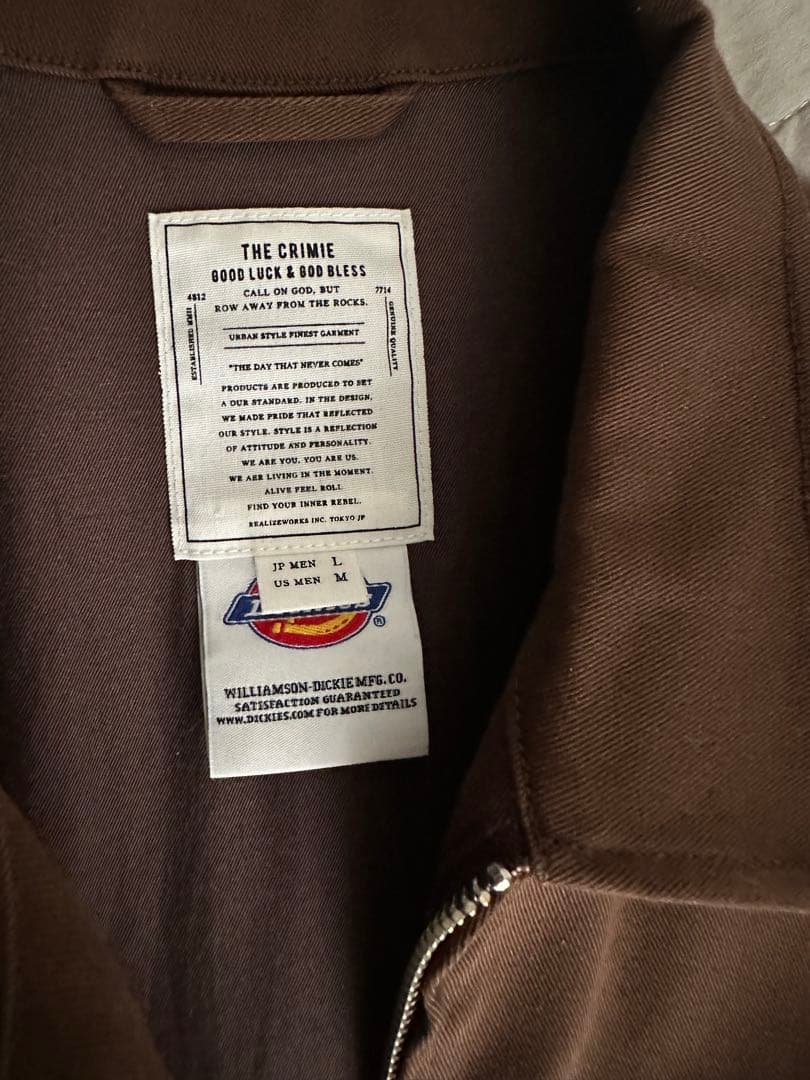 THE CRIMIE
GOOD LUCK & GOD BLESS
CALL ON GOD, BUT
ROW AWAY FROM THE ROCKS.
4812
7714
ESTABLISHED MMII
GENUINE QUALITY
URBAN STYLE FINEST GARMENT
"THE DAY THAT NEVER COMES"
PRODUCTS ARE PRODUCED TO SET
A OUR STANDARD. IN THE DESIGN,
WE MADE PRIDE THAT REFLECTED
OUR STYLE. STYLE IS A REFLECTION
OF ATTITUDE AND PERSONALITY.
WE ARE YOU. YOU ARE US.
WE ARE LIVING IN THE MOMENT.
ALIVE FEEL ROLL
FIND YOUR INNER REBEL.
REALIZEWORKS INC. TOKYO JP
JP MEN L
US MEN M
®
WILLIAMSON-DICKIE MFG. CO.
SATISFACTION GUARANTEED
WWW.DICKIES.COM FOR MORE DETAILS